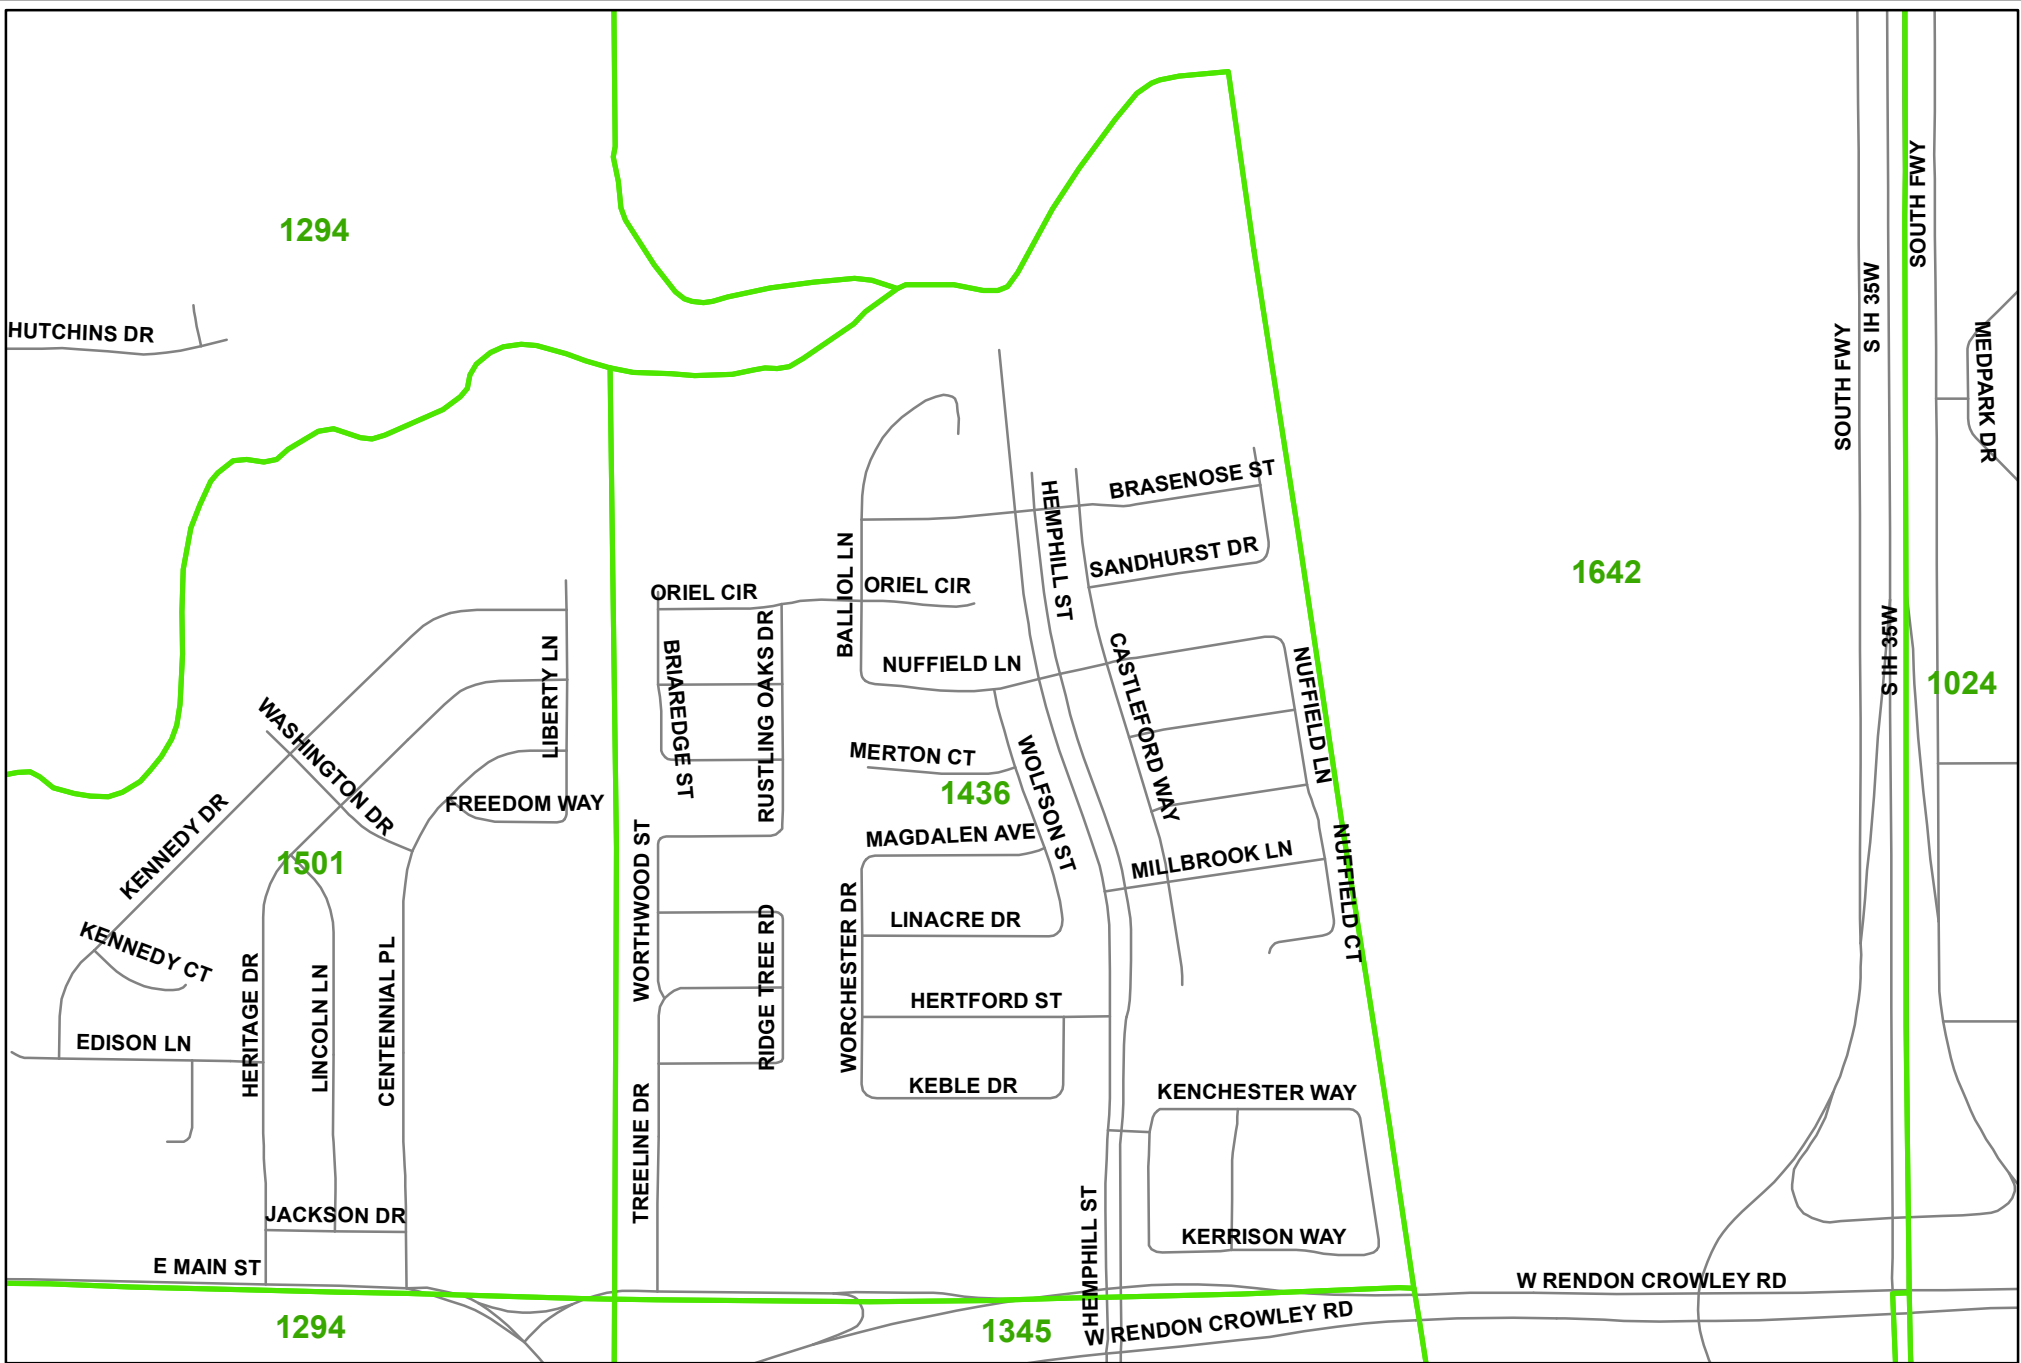 1294
SOUTH FWY
S IH 35W
HUTCHINS DR
SOUTH FWY
MEDPARK DR
BRASENOSE ST
HEMPHILL ST
BALLIOL LN
SANDHURST DR
1642
ORIEL CIR
ORIEL CIR
RUSTLING OAKS DR
S IH 35W
LIBERTY LN
BRIAREDGE ST
NUFFIELD LN
CASTLEFORD WAY
NUFFIELD LN
1024
WASHINGTON DR
MERTON CT
WOLFSON ST
1436
KENNEDY DR
FREEDOM WAY
WORTHWOOD ST
MAGDALEN AVE
MILLBROOK LN
NUFFIELD CT
1501
WORCHESTER DR
LINACRE DR
RIDGE TREE RD
KENNEDY CT
HERITAGE DR
LINCOLN LN
CENTENNIAL PL
HERTFORD ST
EDISON LN
KEBLE DR
KENCHESTER WAY
TREELINE DR
HEMPHILL ST
JACKSON DR
KERRISON WAY
E MAIN ST
W RENDON CROWLEY RD
1294
1345
W RENDON CROWLEY RD